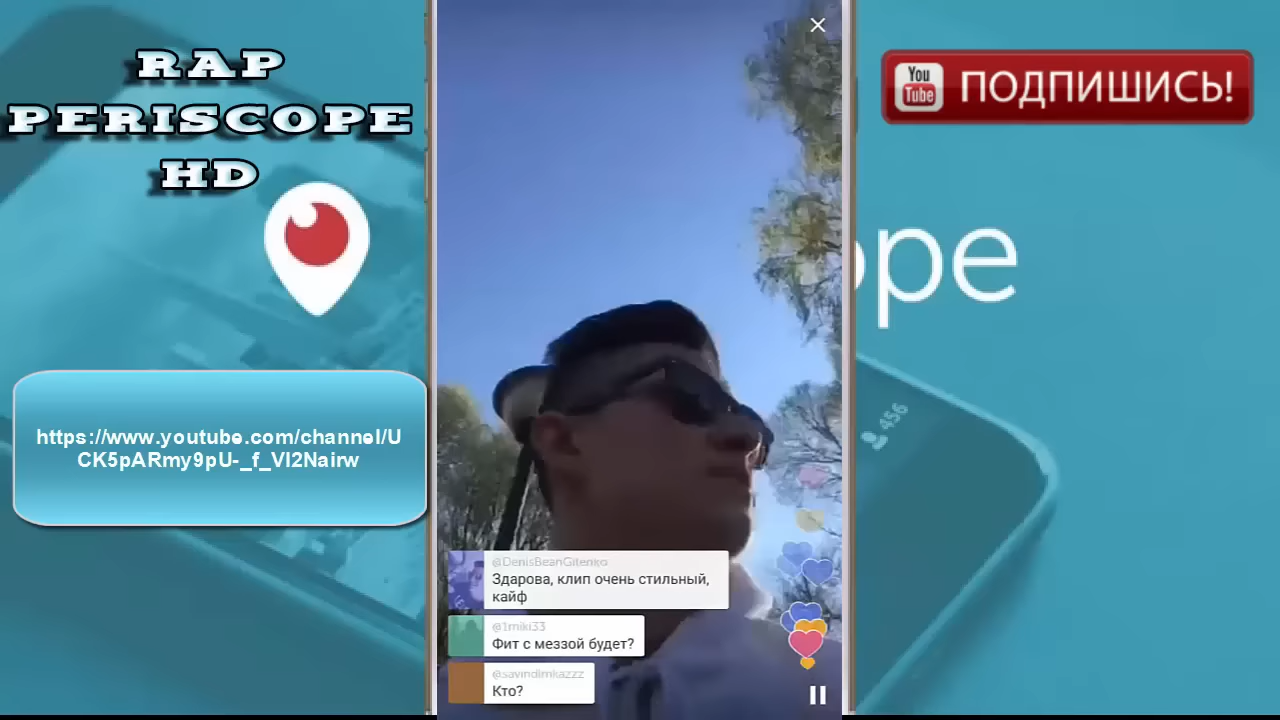 RAP
PERISCOPE
HD
You
Tube
ПОДПИШИСЬ!
ope
456
https://www.youtube.com/channel/U
CK5pARmy9pU-_f_Vl2Nairw
@DenisBeanGitenko
Здарова, клип очень стильный,
кайф
@1miki33
Фит с меззой будет?
@savindimkazzz
Кто?